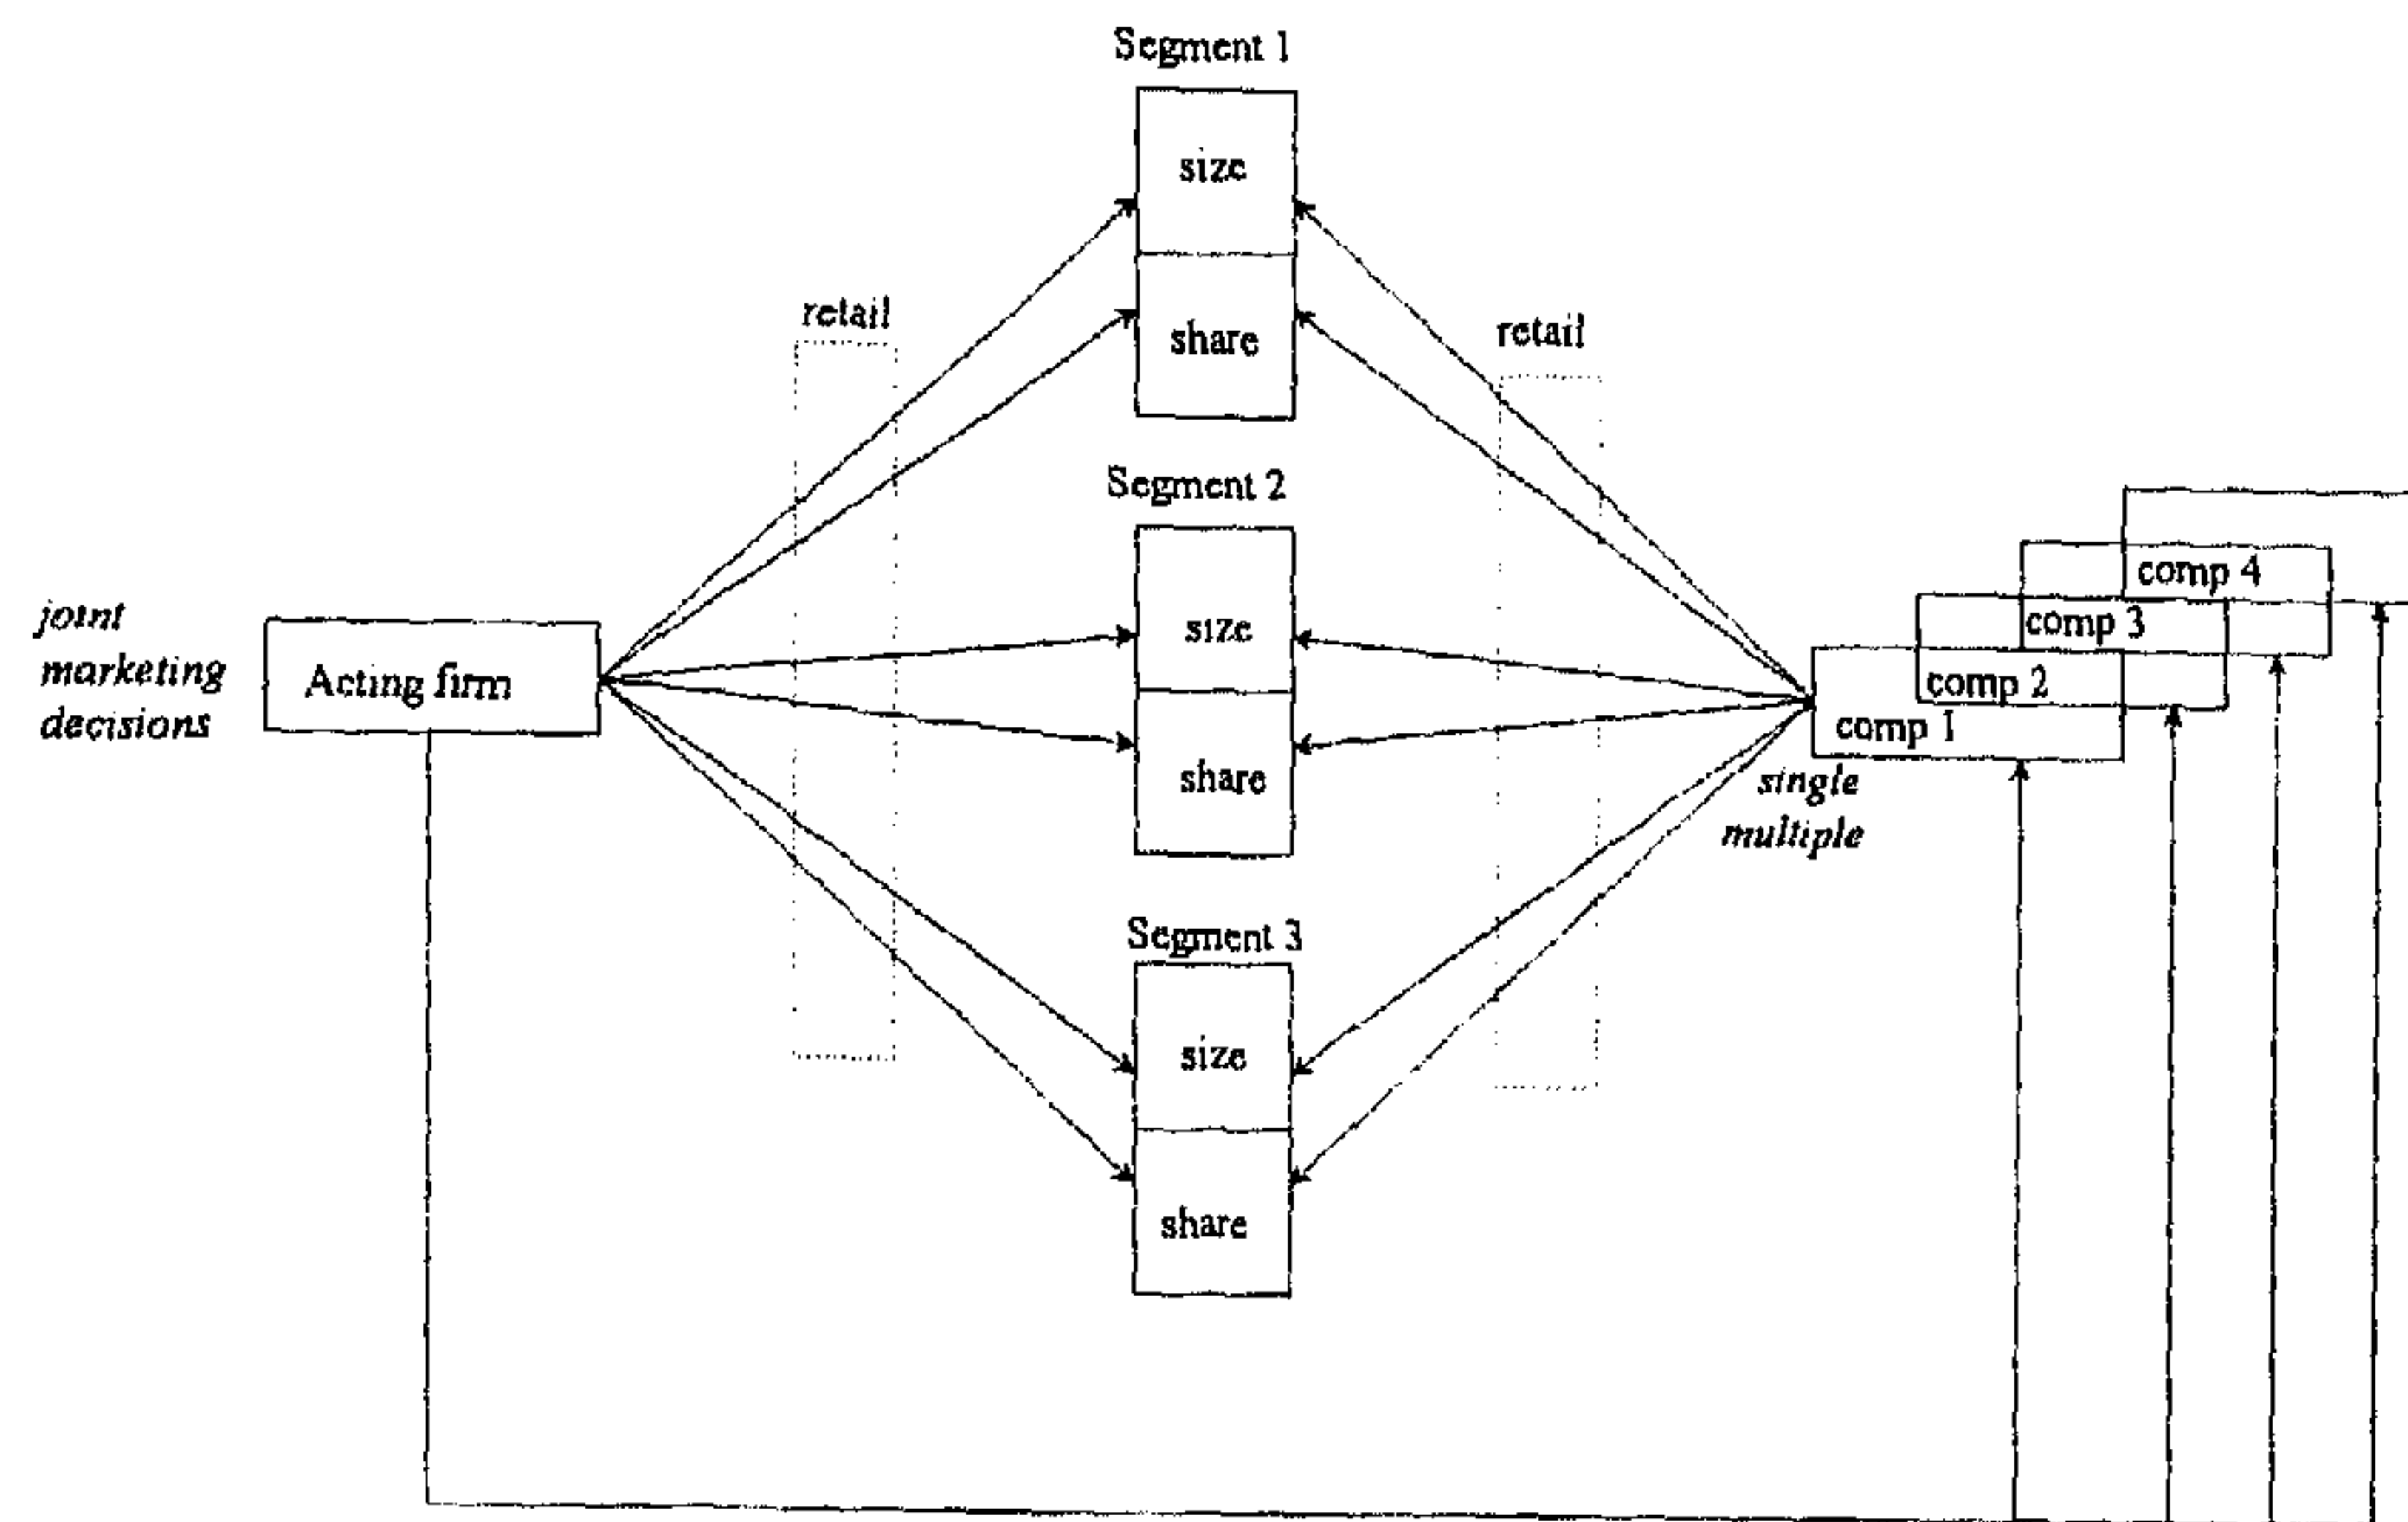 Segment 1
size
share
retail
retail
Segment 2
size
share
joint
marketing
decisions
Acting firm
comp 4
comp 3
comp 2
comp 1
single
multiple
Segment 3
size
share